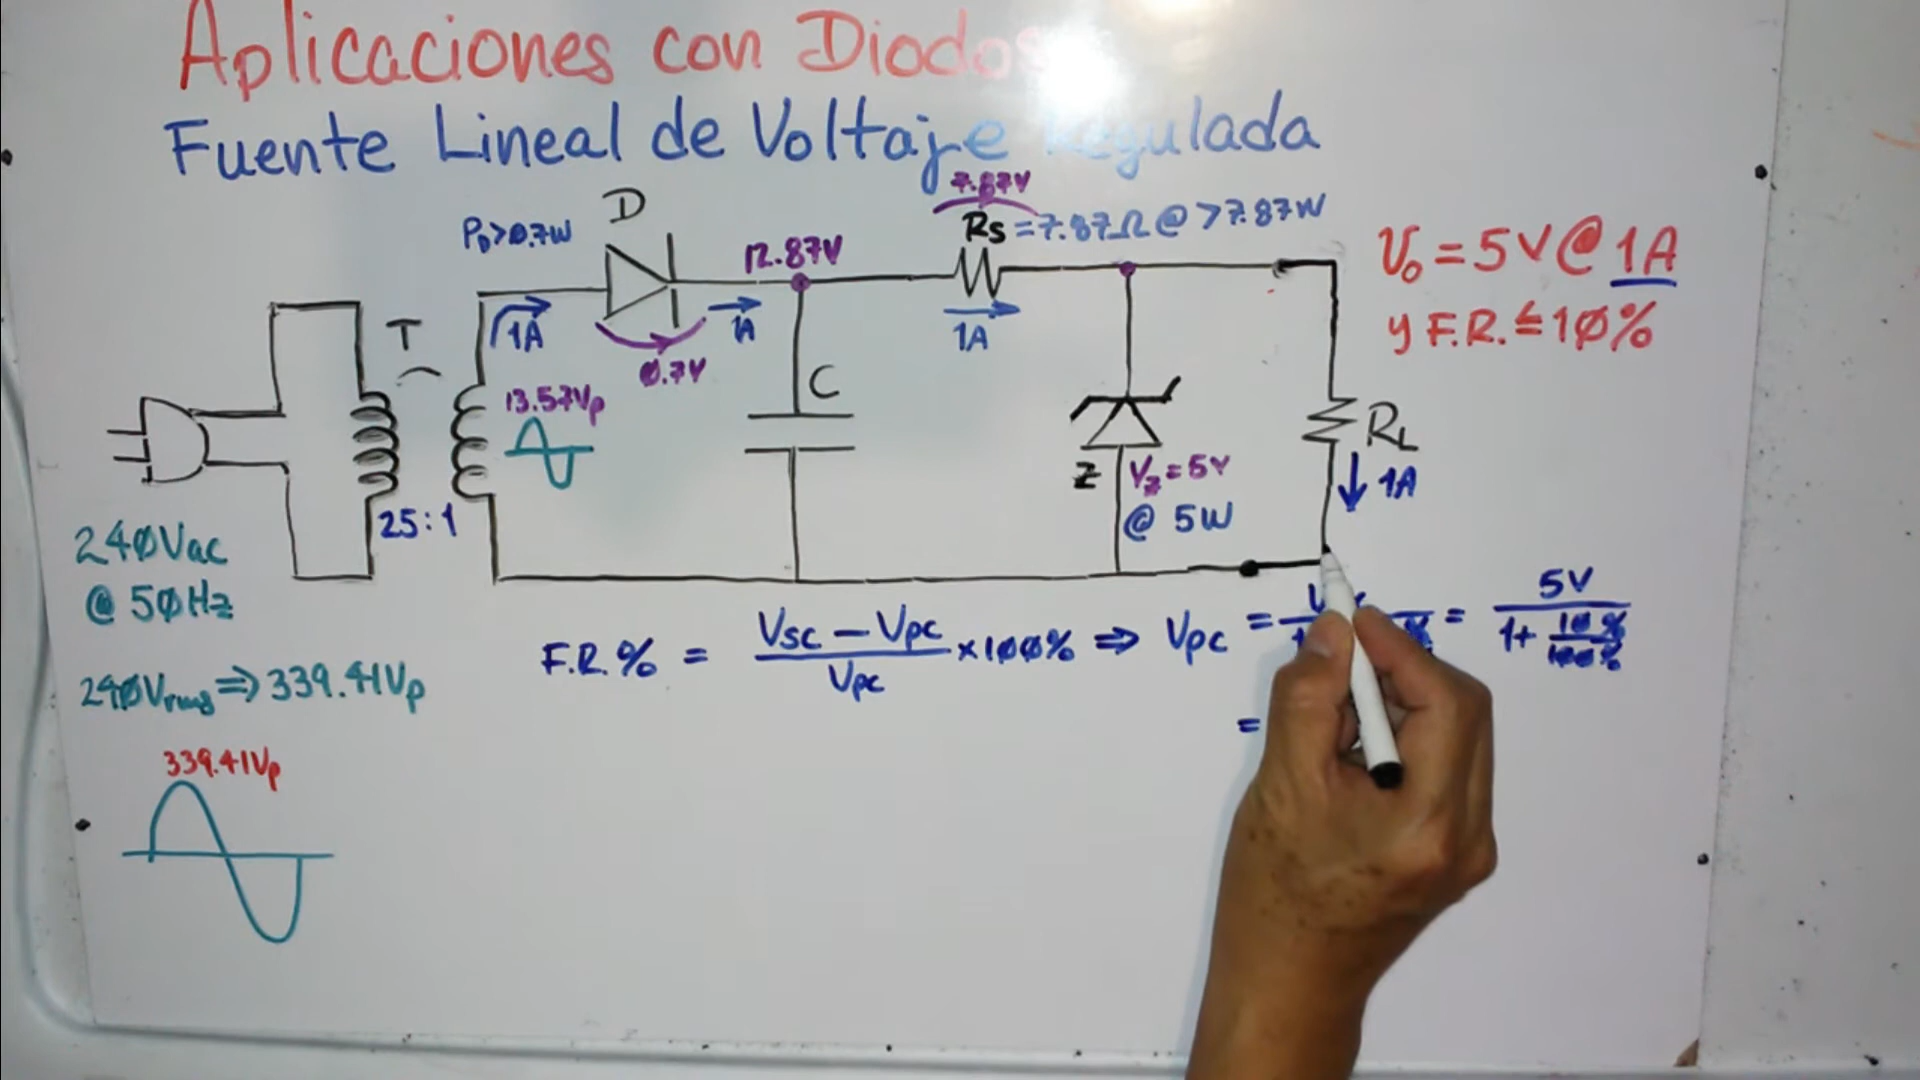 Aplicaciones con Diodos
Fuente Lineal de Voltaje Regulada
7.87V
Rs = 7.87Ω @ > 7.87W
D
P_D > 0.7W
12.87V
Vo = 5V @ 1A
y F.R. ≤ 10%
1A
0.7V
1A
1A
T
13.57Vp
C
RL
1A
Z
Vz = 5V
@ 5W
25:1
240Vac
@ 50Hz
F.R.% = (Vsc - Vpc) / Vpc × 100% ⇒ Vpc = = 5V / (1 + 10% / 100%)
=
240Vrms ⇒ 339.41Vp
339.41Vp